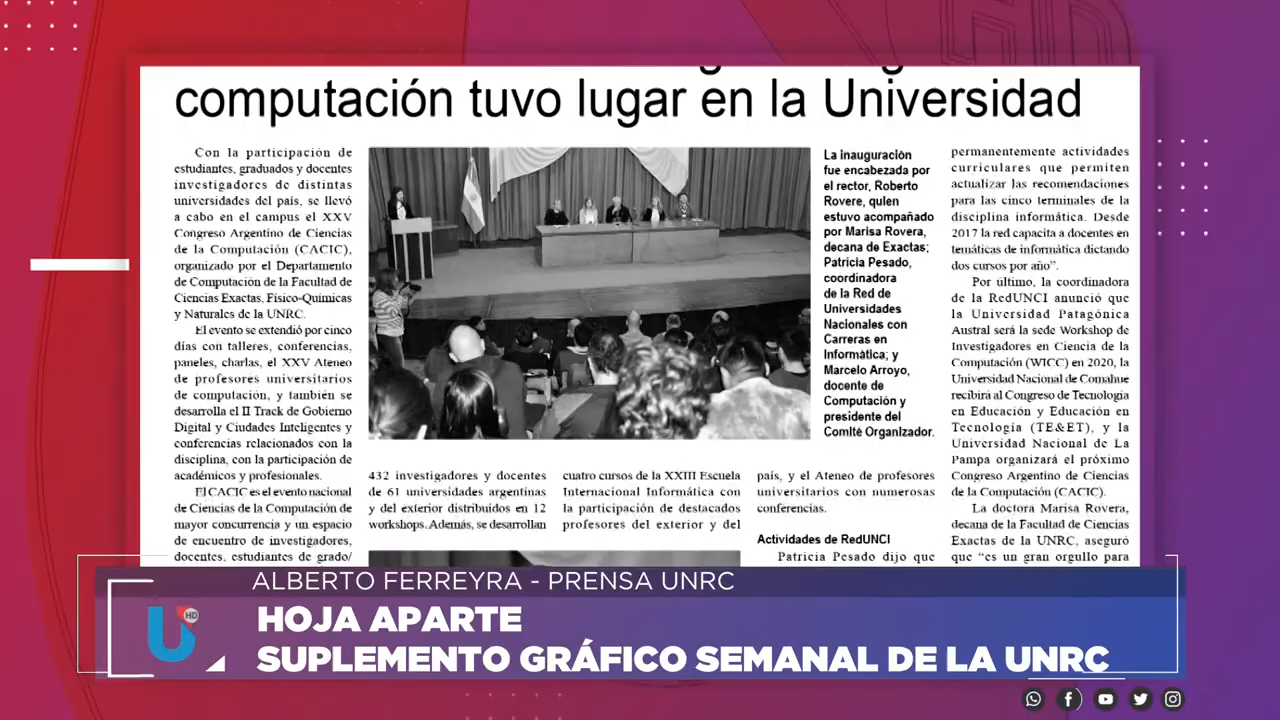 computación tuvo lugar en la Universidad
Con la participación de
estudiantes, graduados y docentes
investigadores de distintas
universidades del país, se llevó
a cabo en el campus el XXV
Congreso Argentino de Ciencias
de la Computación (CACIC),
organizado por el Departamento
de Computación de la Facultad de
Ciencias Exactas, Físico-Químicas
y Naturales de la UNRC.
El evento se extendió por cinco
días con talleres, conferencias,
paneles, charlas, el XXV Ateneo
de profesores universitarios
de computación, y también se
desarrolla el II Track de Gobierno
Digital y Ciudades Inteligentes y
conferencias relacionados con la
disciplina, con la participación de
académicos y profesionales.
El CACIC es el evento nacional
de Ciencias de la Computación de
mayor concurrencia y un espacio
de encuentro de investigadores,
docentes, estudiantes de grado/
La inauguración
fue encabezada por
el rector, Roberto
Rovere, quien
estuvo acompañado
por Marisa Rovera,
decana de Exactas;
Patricia Pesado,
coordinadora
de la Red de
Universidades
Nacionales con
Carreras en
Informática; y
Marcelo Arroyo,
docente de
Computación y
presidente del
Comité Organizador.
432 investigadores y docentes
de 61 universidades argentinas
y del exterior distribuidos en 12
workshops. Además, se desarrollan
cuatro cursos de la XXIII Escuela
Internacional Informática con
la participación de destacados
profesores del exterior y del
país, y el Ateneo de profesores
universitarios con numerosas
conferencias.
Actividades de RedUNCI
Patricia Pesado dijo que
permanentemente actividades
curriculares que permiten
actualizar las recomendaciones
para las cinco terminales de la
disciplina informática. Desde
2017 la red capacita a docentes en
temáticas de informática dictando
dos cursos por año”.
Por último, la coordinadora
de la RedUNCI anunció que
la Universidad Patagónica
Austral será la sede Workshop de
Investigadores en Ciencia de la
Computación (WICC) en 2020, la
Universidad Nacional de Comahue
recibirá al Congreso de Tecnología
en Educación y Educación en
Tecnología (TE&ET), y la
Universidad Nacional de La
Pampa organizará el próximo
Congreso Argentino de Ciencias
de la Computación (CACIC).
La doctora Marisa Rovera,
decana de la Facultad de Ciencias
Exactas de la UNRC, aseguró
que “es un gran orgullo para
ALBERTO FERREYRA - PRENSA UNRC
U HD
HOJA APARTE
SUPLEMENTO GRÁFICO SEMANAL DE LA UNRC